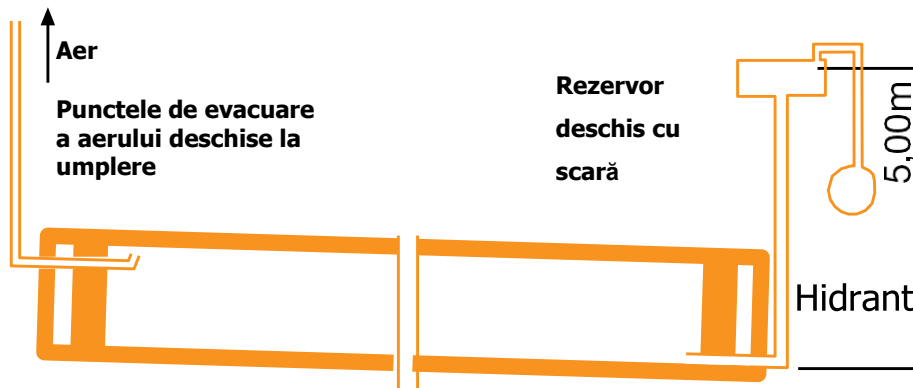 Aer
Punctele de evacuare
a aerului deschise la
umplere
Rezervor
deschis cu
scară
5,00m
Hidrant